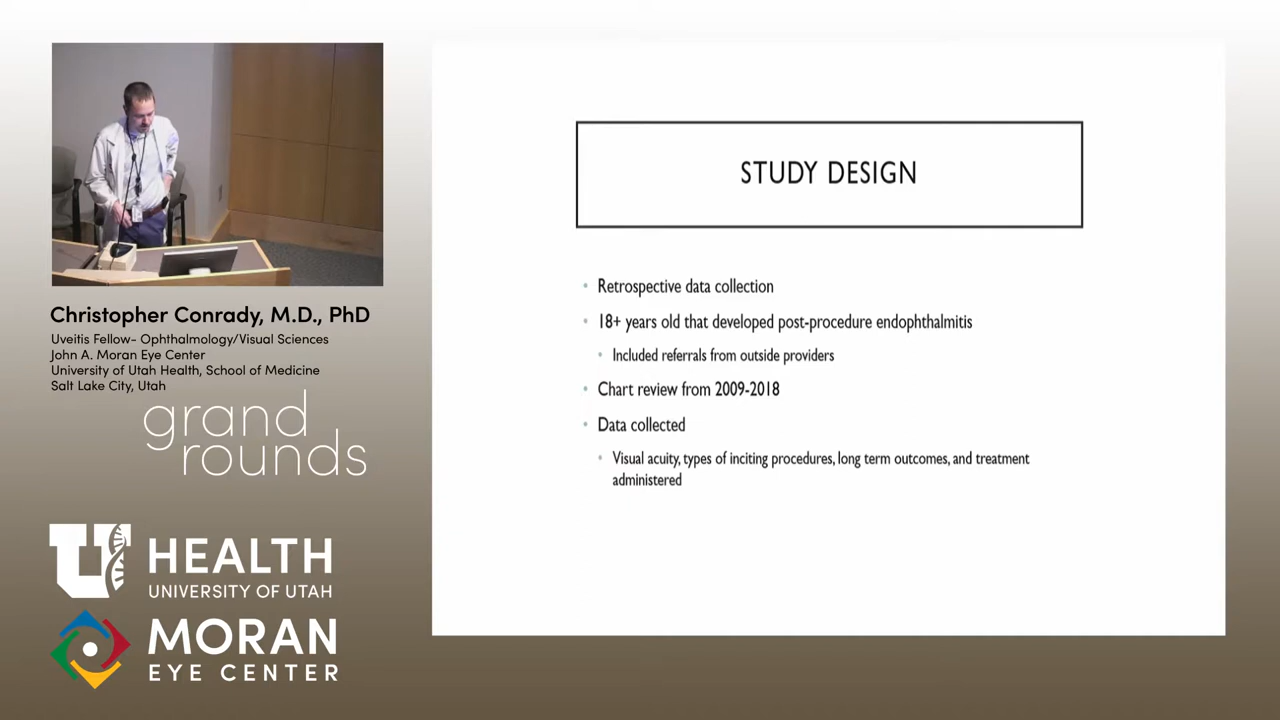 STUDY DESIGN
Retrospective data collection
18+ years old that developed post-procedure endophthalmitis
Included referrals from outside providers
Chart review from 2009-2018
Data collected
Visual acuity, types of inciting procedures, long term outcomes, and treatment
administered
Christopher Conrady, M.D., PhD
Uveitis Fellow- Ophthalmology/Visual Sciences
John A. Moran Eye Center
University of Utah Health, School of Medicine
Salt Lake City, Utah
grand
rounds
U HEALTH
UNIVERSITY OF UTAH
MORAN
EYE CENTER